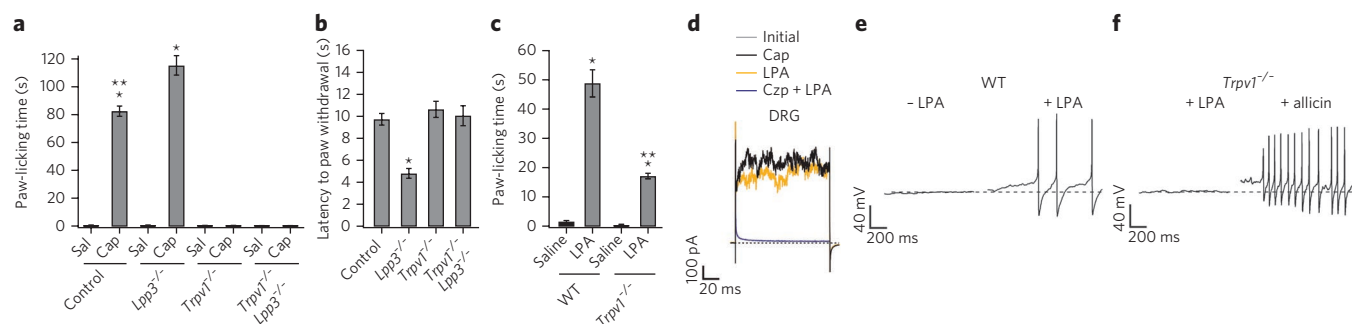 a
Paw-licking time (s)
120
100
80
60
40
20
0
**
*
*
Sal
Cap
Sal
Cap
Sal
Cap
Sal
Cap
Control
Lpp3−/−
Trpv1−/−
Trpv1−/−
Lpp3−/−
b
Latency to paw withdrawal (s)
16
14
12
10
8
6
4
2
0
*
Control
Lpp3−/−
Trpv1−/−
Trpv1−/−
Lpp3−/−
c
Paw-licking time (s)
60
50
40
30
20
10
0
*
**
*
Saline
LPA
Saline
LPA
WT
Trpv1−/−
d
Initial
Cap
LPA
Czp + LPA
DRG
100 pA
20 ms
e
WT
– LPA
+ LPA
40 mV
200 ms
f
Trpv1−/−
+ LPA
+ allicin
40 mV
200 ms